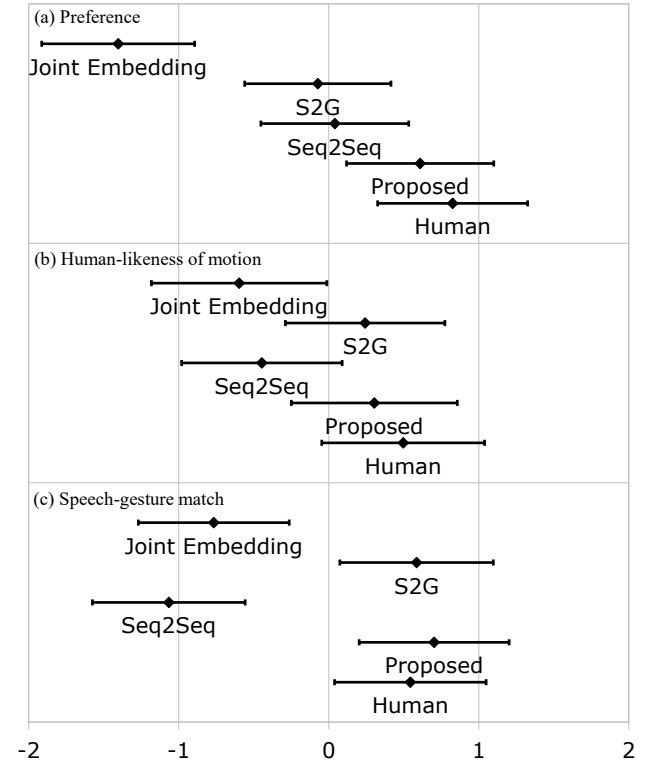 (a) Preference
Joint Embedding
S2G
Seq2Seq
Proposed
Human
(b) Human-likeness of motion
Joint Embedding
S2G
Seq2Seq
Proposed
Human
(c) Speech-gesture match
Joint Embedding
S2G
Seq2Seq
Proposed
Human
-2 -1 0 1 2